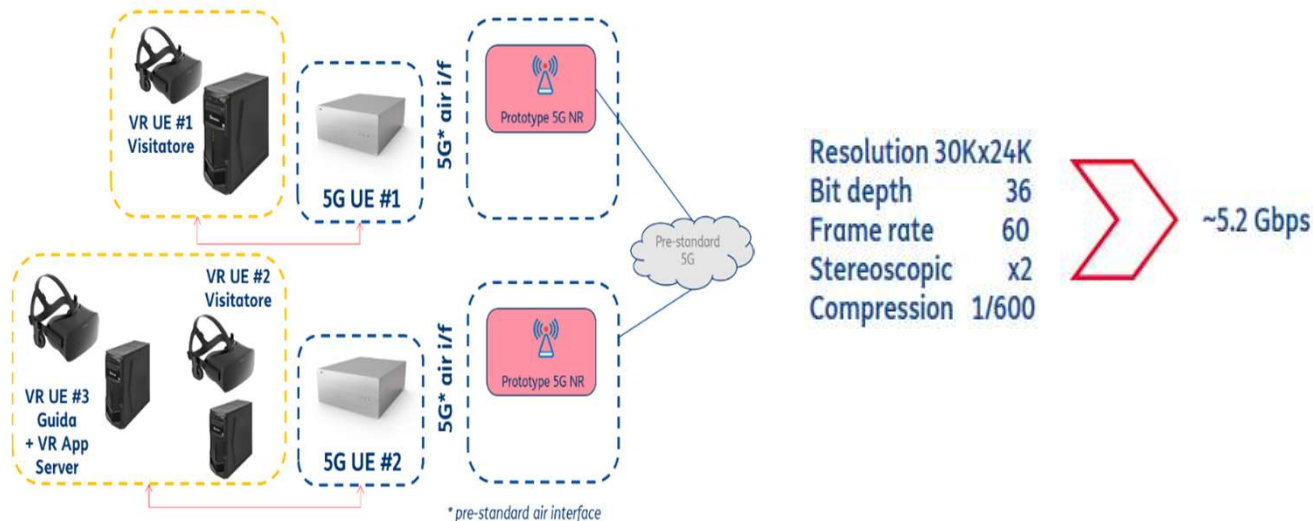 VR UE #1
Visitatore
5G UE #1
5G* air i/f
Prototype 5G NR
VR UE #2
Visitatore
VR UE #3
Guida
+ VR App
Server
5G UE #2
5G* air i/f
Prototype 5G NR
* pre-standard air interface
Pre-standard
5G
Resolution 30Kx24K
Bit depth 36
Frame rate 60
Stereoscopic x2
Compression 1/600
~5.2 Gbps